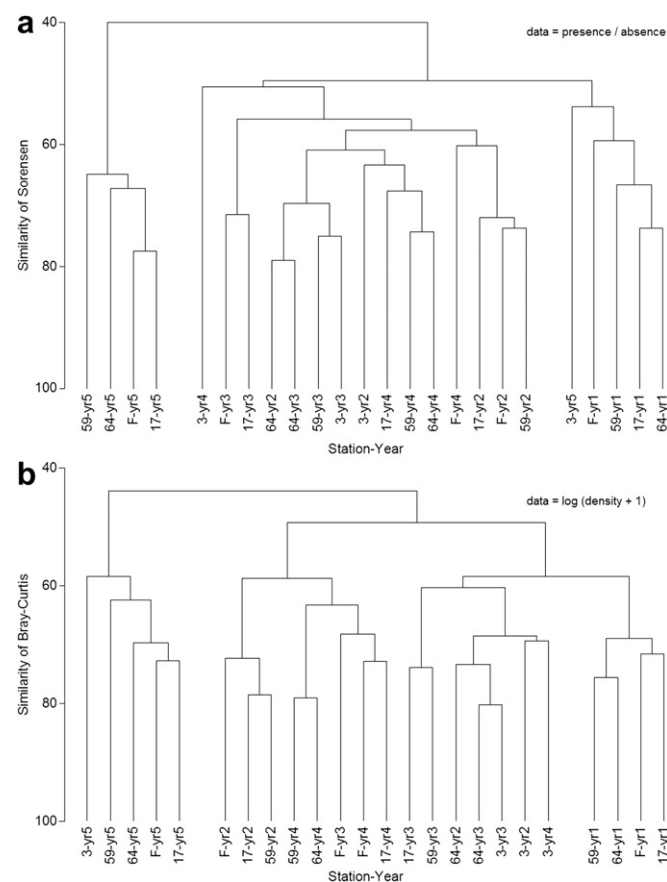 a
data = presence / absence
40
60
80
100
Similarity of Sorensen
59-yr5
64-yr5
F-yr5
17-yr5
3-yr4
F-yr3
17-yr3
64-yr2
64-yr3
59-yr3
3-yr3
3-yr2
17-yr4
59-yr4
64-yr4
F-yr4
17-yr2
F-yr2
59-yr2
3-yr5
F-yr1
59-yr1
17-yr1
64-yr1
Station-Year
b
data = log (density + 1)
40
60
80
100
Similarity of Bray-Curtis
3-yr5
59-yr5
64-yr5
F-yr5
17-yr5
F-yr2
17-yr2
59-yr2
59-yr4
64-yr4
F-yr3
F-yr4
17-yr4
17-yr3
59-yr3
64-yr2
64-yr3
3-yr3
3-yr2
3-yr4
59-yr1
64-yr1
F-yr1
17-yr1
Station-Year